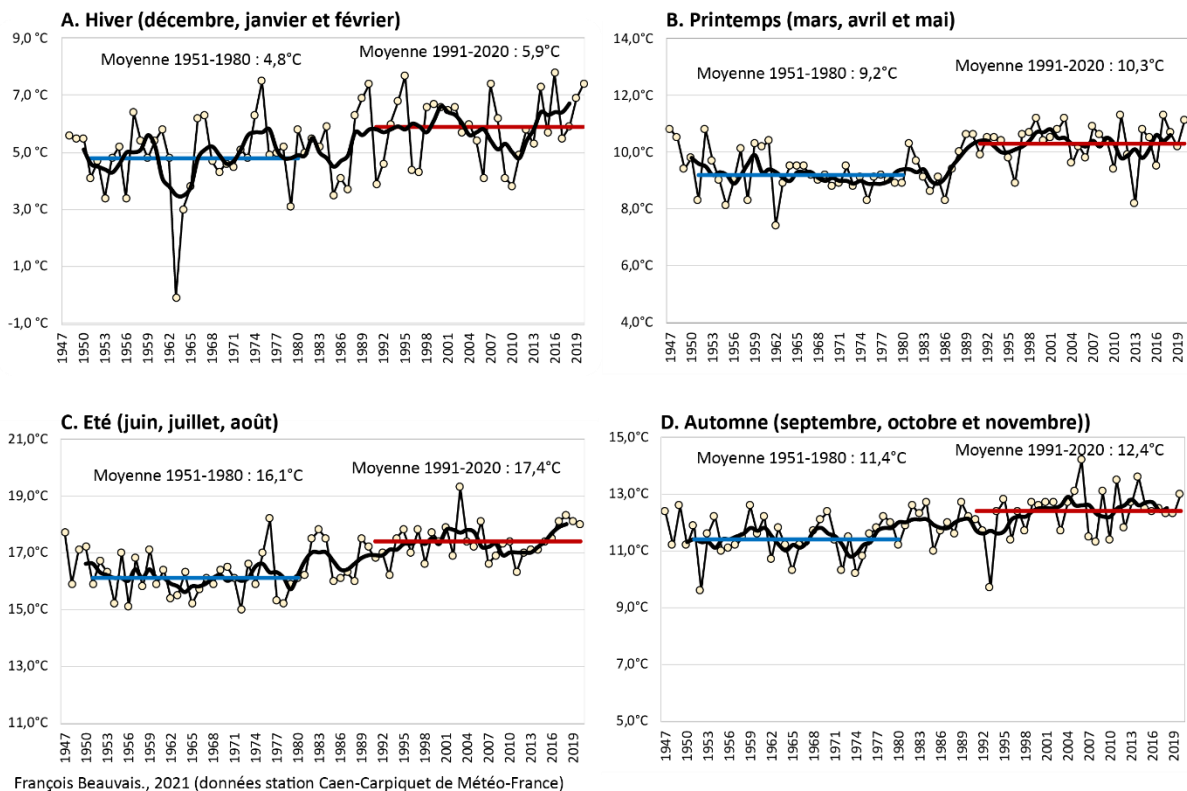 A. Hiver (décembre, janvier et février)
9,0 °C
7,0 °C
5,0 °C
3,0 °C
1,0 °C
-1,0 °C
Moyenne 1951-1980 : 4,8°C
Moyenne 1991-2020 : 5,9°C
1947 1950 1953 1956 1959 1962 1965 1968 1971 1974 1977 1980 1983 1986 1989 1992 1995 1998 2001 2004 2007 2010 2013 2016 2019
B. Printemps (mars, avril et mai)
14,0°C
12,0°C
10,0°C
8,0°C
6,0°C
4,0°C
Moyenne 1951-1980 : 9,2°C
Moyenne 1991-2020 : 10,3°C
1947 1950 1953 1956 1959 1962 1965 1968 1971 1974 1977 1980 1983 1986 1989 1992 1995 1998 2001 2004 2007 2010 2013 2016 2019
C. Eté (juin, juillet, août)
21,0°C
19,0°C
17,0°C
15,0°C
13,0°C
11,0°C
Moyenne 1951-1980 : 16,1°C
Moyenne 1991-2020 : 17,4°C
1947 1950 1953 1956 1959 1962 1965 1968 1971 1974 1977 1980 1983 1986 1989 1992 1995 1998 2001 2004 2007 2010 2013 2016 2019
D. Automne (septembre, octobre et novembre))
15,0°C
13,0°C
11,0°C
9,0°C
7,0°C
5,0°C
Moyenne 1951-1980 : 11,4°C
Moyenne 1991-2020 : 12,4°C
1947 1950 1953 1956 1959 1962 1965 1968 1971 1974 1977 1980 1983 1986 1989 1992 1995 1998 2001 2004 2007 2010 2013 2016 2019
François Beauvais., 2021 (données station Caen-Carpiquet de Météo-France)